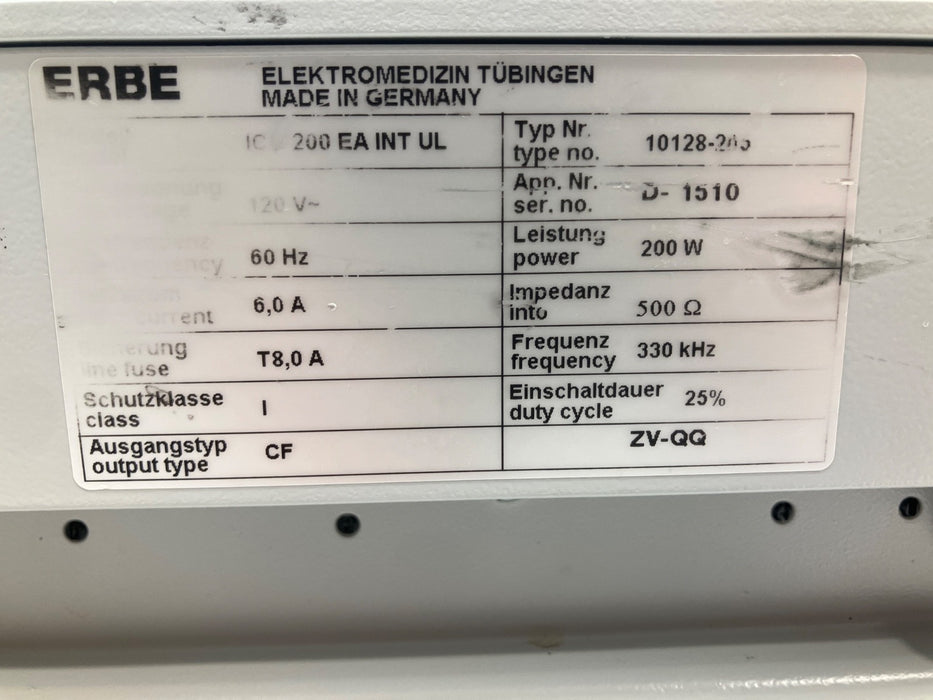 ERBE
ELEKTROMEDIZIN TÜBINGEN
MADE IN GERMANY
200 EA INT UL
Typ Nr.
type no.
120 V~
App. Nr.
ser. no.
D- 1510
60 Hz
Leistung
power
200 W
6,0 A
Impedanz
into
500 Ω
fuse
T8,0 A
Frequenz
frequency
330 kHz
Schutzklasse
class
I
Einschaltdauer
duty cycle
25%
Ausgangstyp
output type
CF
ZV-QQ